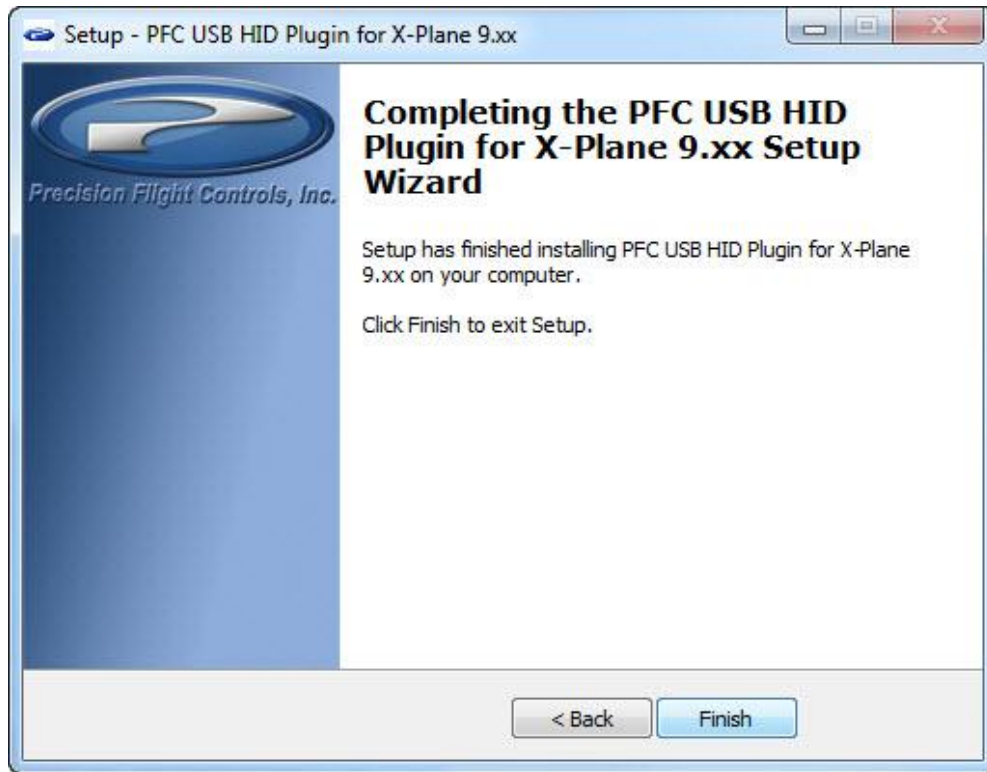 Setup - PFC USB HID Plugin for X-Plane 9.xx
Precision Flight Controls, Inc.
Completing the PFC USB HID
Plugin for X-Plane 9.xx Setup
Wizard
Setup has finished installing PFC USB HID Plugin for X-Plane
9.xx on your computer.
Click Finish to exit Setup.
< Back
Finish